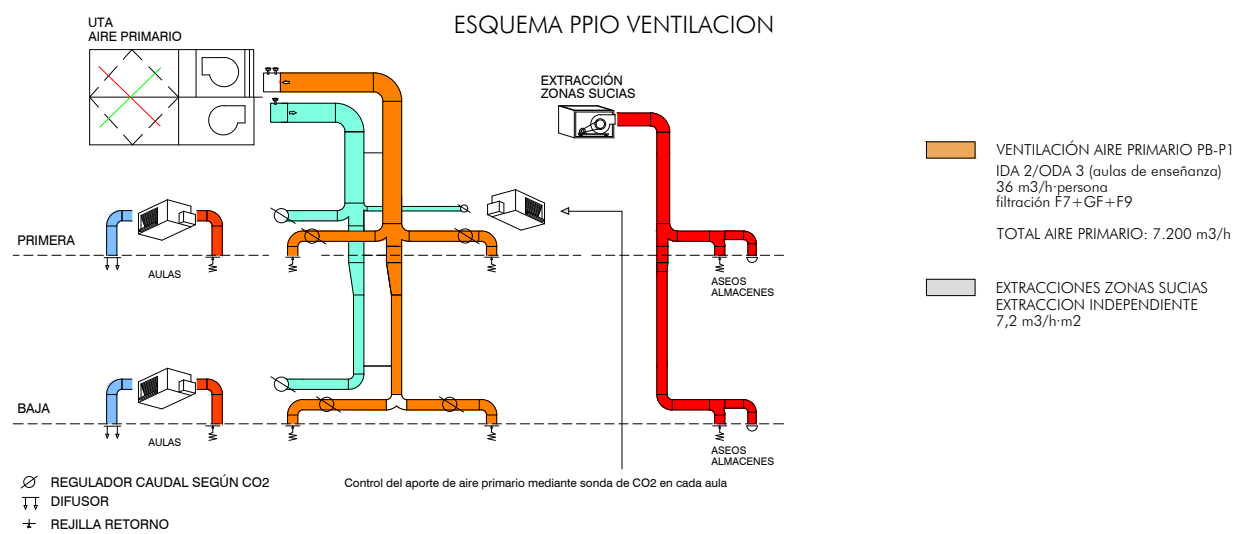 ESQUEMA PPIO VENTILACION
UTA
AIRE PRIMARIO
EXTRACCIÓN
ZONAS SUCIAS
VENTILACIÓN AIRE PRIMARIO PB-P1
IDA 2/ODA 3 (aulas de enseñanza)
36 m3/h·persona
filtración F7+GF+F9
TOTAL AIRE PRIMARIO: 7.200 m3/h
EXTRACCIONES ZONAS SUCIAS
EXTRACCION INDEPENDIENTE
7,2 m3/h·m2
PRIMERA
AULAS
ASEOS
ALMACENES
BAJA
AULAS
ASEOS
ALMACENES
REGULADOR CAUDAL SEGÚN CO2
DIFUSOR
REJILLA RETORNO
Control del aporte de aire primario mediante sonda de CO2 en cada aula